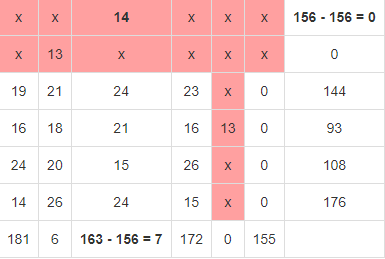 x x 14 x x x 156 - 156 = 0
x 13 x x x x 0
19 21 24 23 x 0 144
16 18 21 16 13 0 93
24 20 15 26 x 0 108
14 26 24 15 x 0 176
181 6 163 - 156 = 7 172 0 155